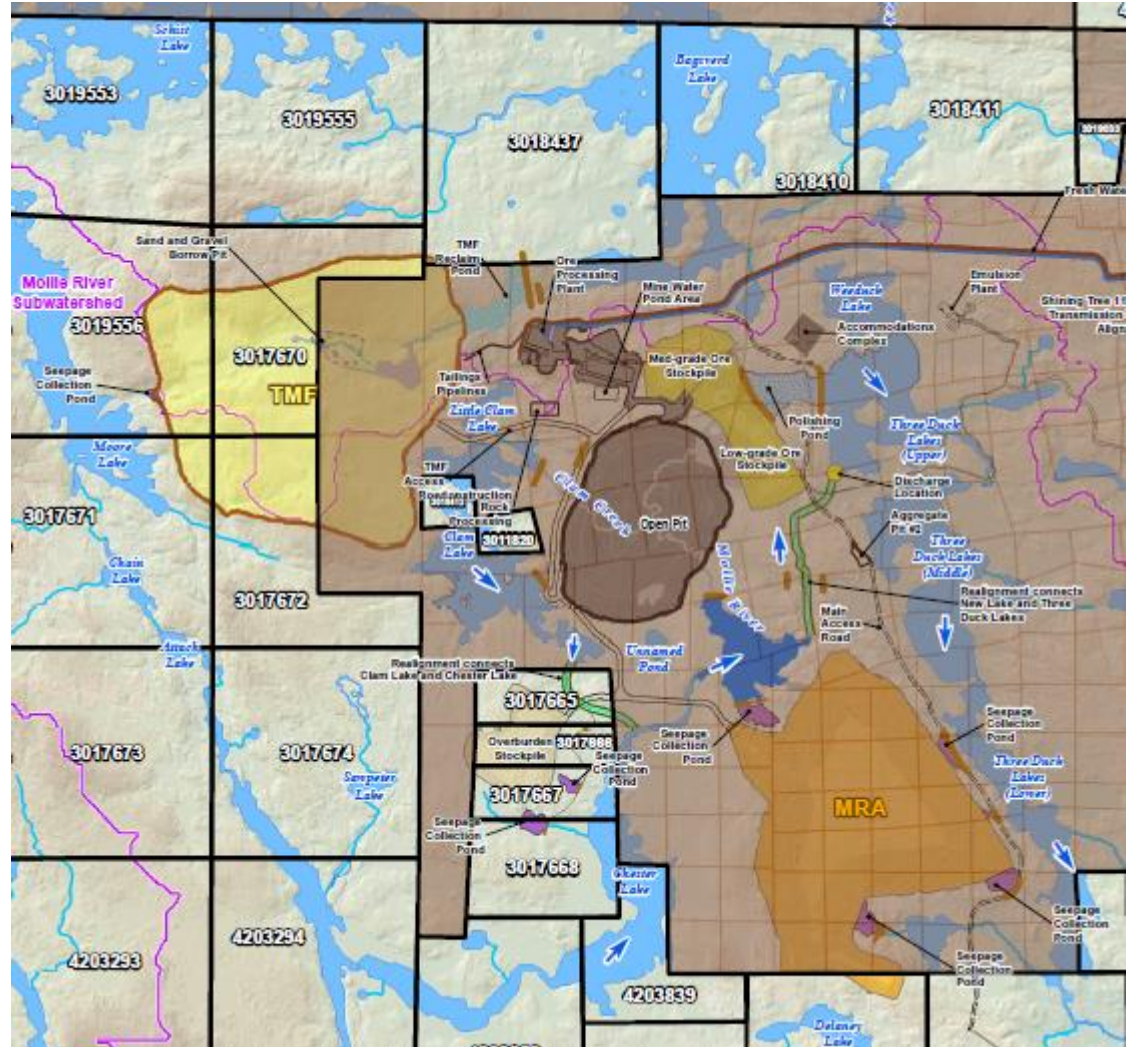 Schist
Lake
3019553
3019555
3018437
Bagsverd
Lake
3018410
3018411
Fresh Water
Sand and Gravel
Borrow Pit
TMF
Reclaim
Pond
Ore
Processing
Plant
Mine Water
Pond Area
Weeduck
Lake
Emulsion
Plant
Mollie River
Subwatershed
3019556
3017670
TMF
Seepage
Collection
Pond
Tailings
Pipelines
Med-grade Ore
Stockpile
Accommodations
Complex
Shining Tree
Transmission
Align
Little Clam
Lake
Polishing
Pond
Three Duck
Lakes
(Upper)
Low-grade Ore
Stockpile
Moore
Lake
TMF
Access
Road
Construction
Rock
Processing
3011820
Clam
Lake
Clam Creek
Open Pit
Discharge
Location
Aggregate
Pit #2
3017671
Chain
Lake
3017672
Mollie River
Three
Duck Lakes
(Middle)
Realignment connects
New Lake and Three
Duck Lakes
Main
Access
Road
Attach
Lake
Unnamed
Pond
Realignment connects
Clam Lake and Chester Lake
3017665
3017673
3017674
Sawpeter
Lake
Overburden
Stockpile
3017666
Seepage
Collection
Pond
3017667
Seepage
Collection
Pond
Seepage
Collection
Pond
Seepage
Collection
Pond
Three Duck
Lakes
(Lower)
MRA
3017668
Chester
Lake
4203293
4203294
Seepage
Collection
Pond
Seepage
Collection
Pond
4203839
Delaney
Lake